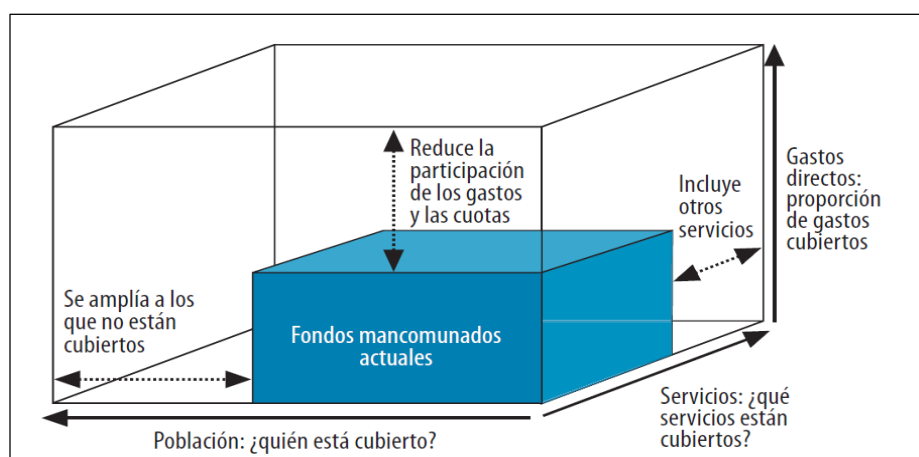 Reduce la
participación
de los gastos
y las cuotas
Incluye
otros
servicios
Gastos
directos:
proporción
de gastos
cubiertos
Se amplía a los
que no están
cubiertos
Fondos mancomunados
actuales
Servicios: ¿qué
servicios están
cubiertos?
Población: ¿quién está cubierto?